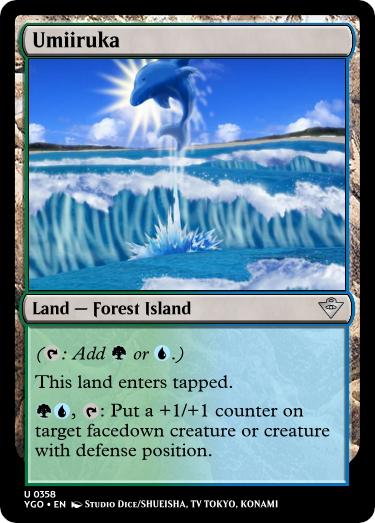 Umiiruka
Land — Forest Island
(: Add or .)
This land enters tapped.
, : Put a +1/+1 counter on
target facedown creature or creature
with defense position.
U 0358
YGO • EN Studio Dice/SHUEISHA, TV TOKYO, KONAMI